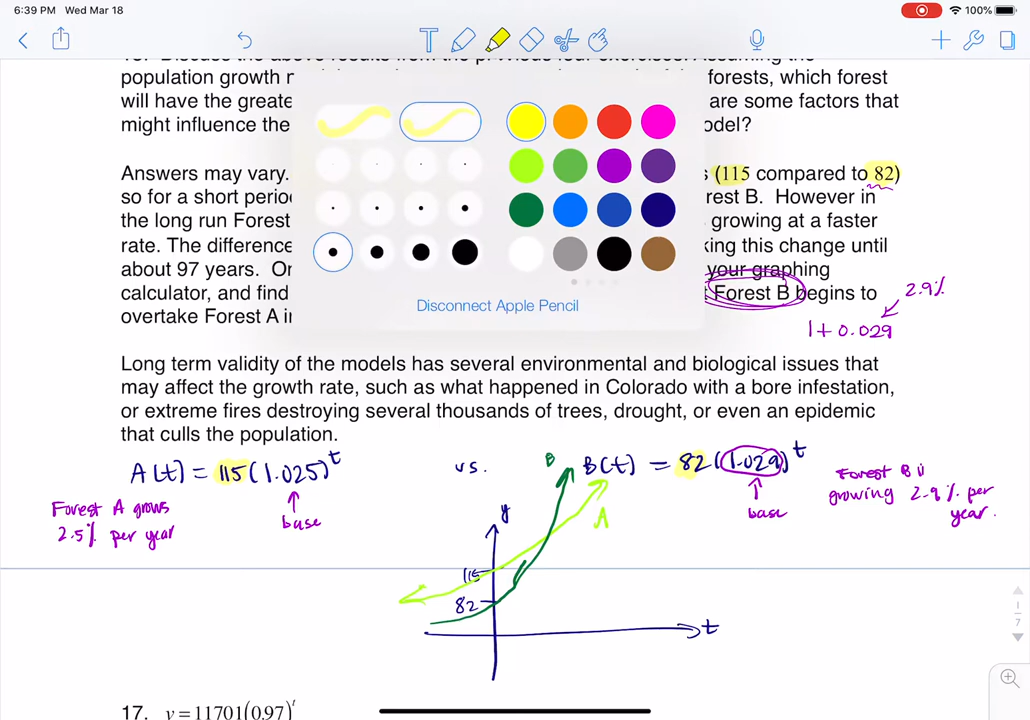 6:39 PM Wed Mar 18
100%
T
population growth n forests, which forest
will have the greate are some factors that
might influence the odel?
Answers may vary. s (115 compared to 82)
so for a short perio rest B. However in
the long run Forest growing at a faster
rate. The difference king this change until
about 97 years. On your graphing
calculator, and find Forest B begins to
overtake Forest A i
2.9%
1 + 0.029
Disconnect Apple Pencil
Long term validity of the models has several environmental and biological issues that
may affect the growth rate, such as what happened in Colorado with a bore infestation,
or extreme fires destroying several thousands of trees, drought, or even an epidemic
that culls the population.
A(t) = 115(1.025)^t vs. B(t) = 82(1.029)^t
B
Forest A grows
2.5% per year
base
base
Forest B is
growing 2.9% per
year.
y
A
115
82
t
1
7
17. y = 11701(0.97)^t